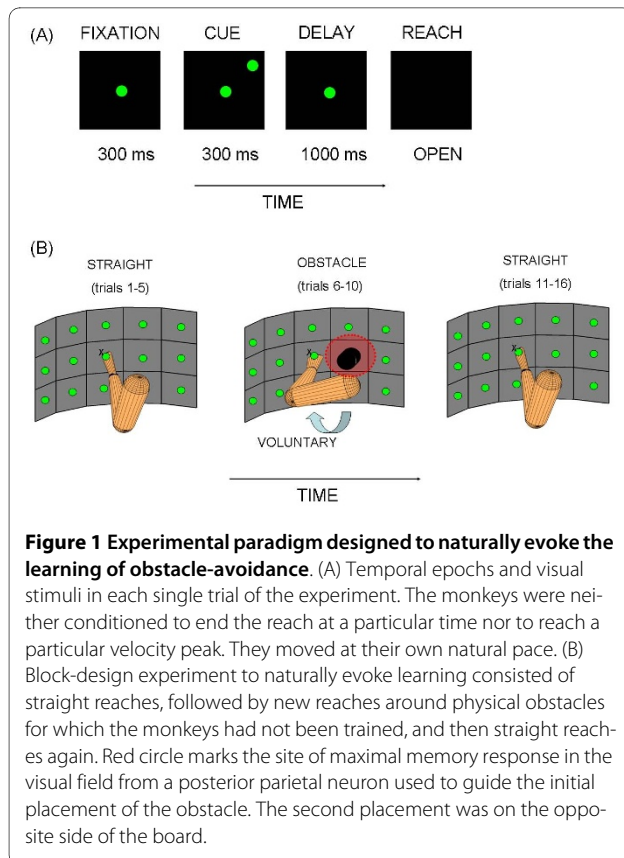 (A) FIXATION CUE DELAY REACH
300 ms 300 ms 1000 ms OPEN
TIME
(B)
STRAIGHT OBSTACLE STRAIGHT
(trials 1-5) (trials 6-10) (trials 11-16)
x x x
VOLUNTARY
TIME
Figure 1 Experimental paradigm designed to naturally evoke the
learning of obstacle-avoidance. (A) Temporal epochs and visual
stimuli in each single trial of the experiment. The monkeys were nei-
ther conditioned to end the reach at a particular time nor to reach a
particular velocity peak. They moved at their own natural pace. (B)
Block-design experiment to naturally evoke learning consisted of
straight reaches, followed by new reaches around physical obstacles
for which the monkeys had not been trained, and then straight reach-
es again. Red circle marks the site of maximal memory response in the
visual field from a posterior parietal neuron used to guide the initial
placement of the obstacle. The second placement was on the oppo-
site side of the board.